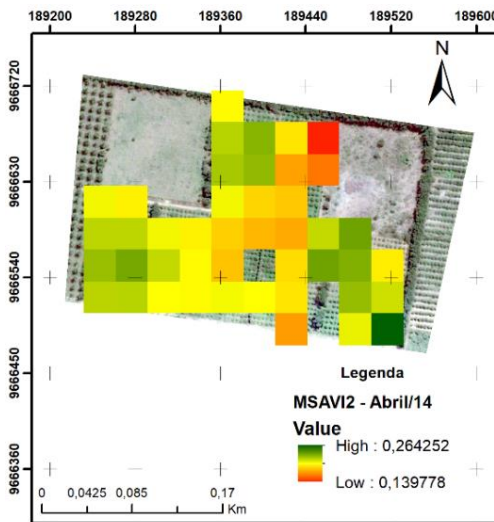 189200 189280 189360 189440 189520 189600
N
9666720
9666630
9666540
9666450
9666360
Legenda
MSAVI2 - Abril/14
Value
High : 0,264252
Low : 0,139778
0 0,0425 0,085 0,17
Km